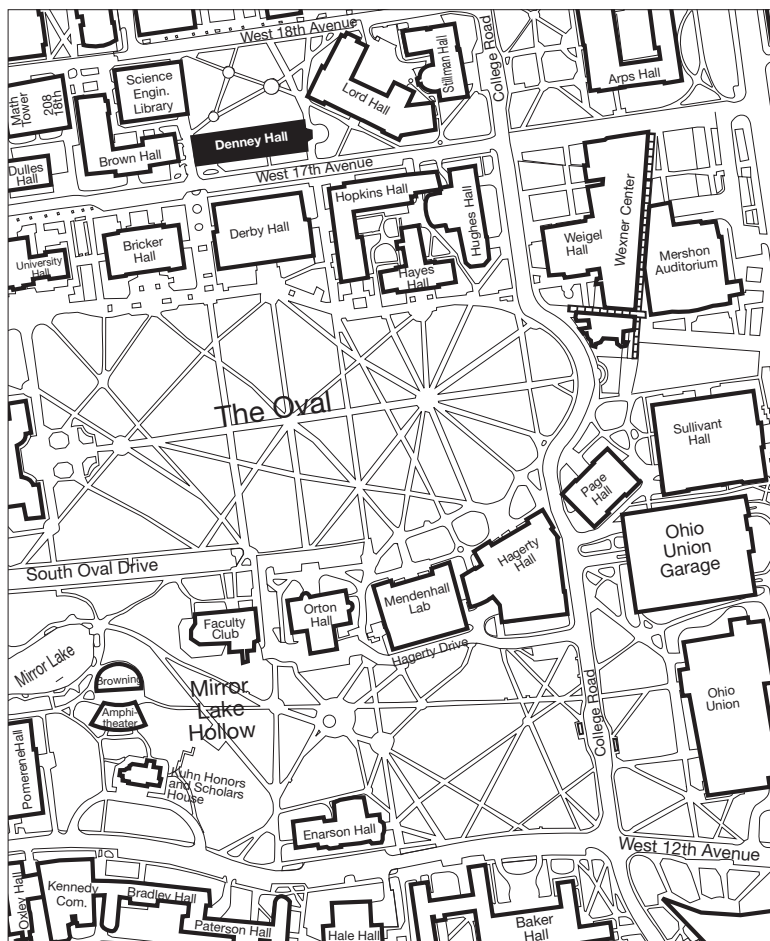 West 18th Avenue
College Road
Stillman Hall
Arps Hall
Math
Tower
208
18th
Science
Engin.
Library
Lord Hall
Denney Hall
Brown Hall
Dulles
Hall
West 17th Avenue
Hopkins Hall
Hughes Hall
Wexner Center
Derby Hall
Bricker
Hall
University
Hall
Hayes
Hall
Weigel
Hall
Mershon
Auditorium
The Oval
Sullivant
Hall
Page
Hall
Ohio
Union
Garage
Hagerty
Hall
South Oval Drive
Mendenhall
Lab
Orton
Hall
Faculty
Club
Hagerty Drive
Mirror Lake
Browning
Amphi-
theater
Mirror
Lake
Hollow
Ohio
Union
College Road
Pomerene Hall
Kuhn Honors
and Scholars
House
Enarson Hall
West 12th Avenue
Oxley Hall
Kennedy
Com.
Bradley Hall
Paterson Hall
Hale Hall
Baker
Hall